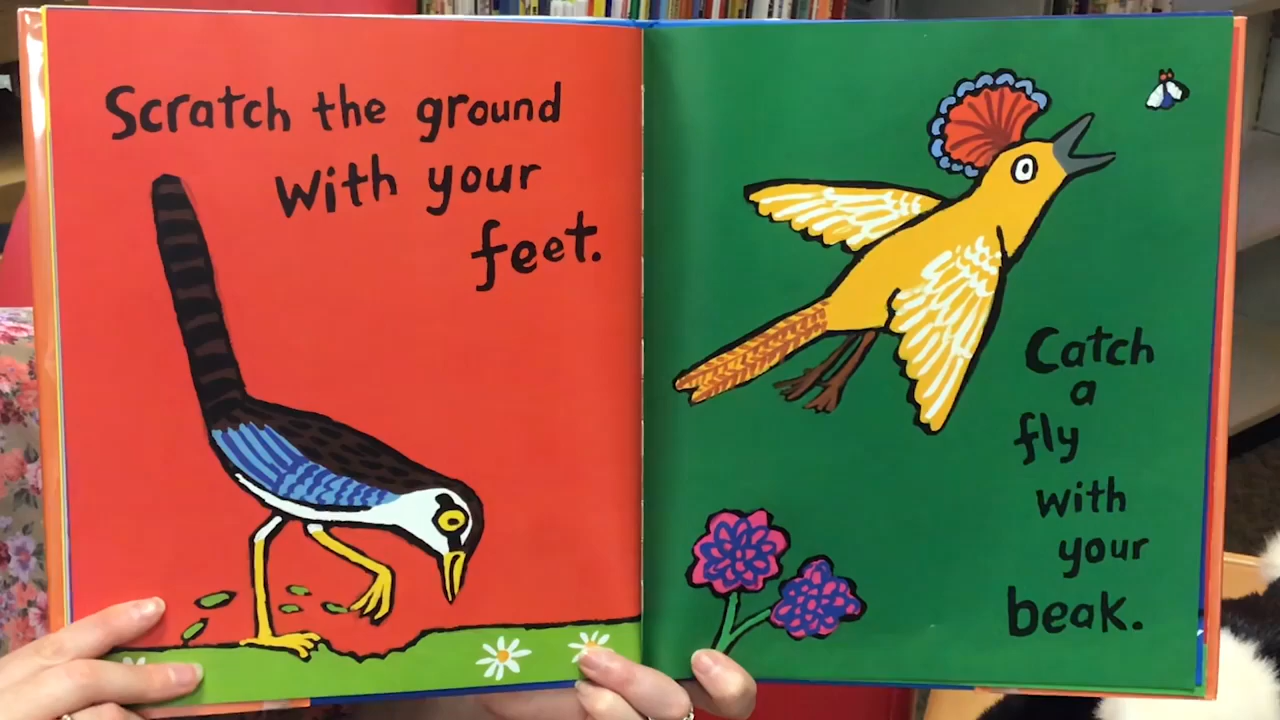 Scratch the ground
with your
feet.
Catch
a
fly
with
your
beak.